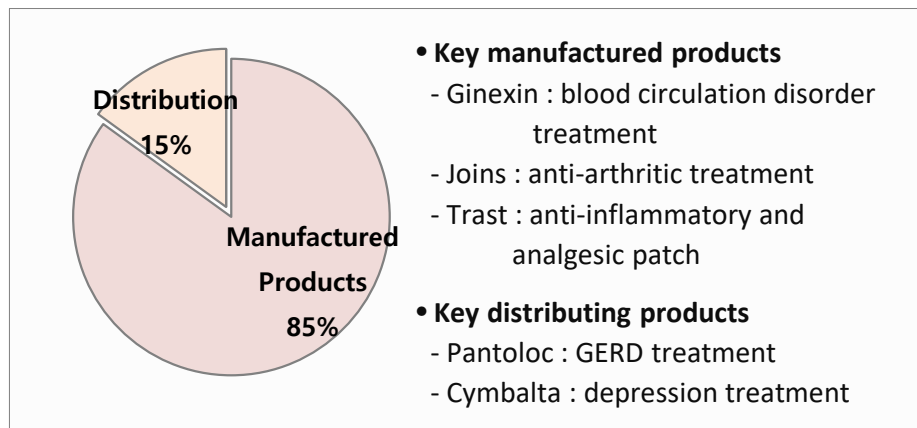 Distribution
15%
Manufactured
Products
85%
• Key manufactured products
- Ginexin : blood circulation disorder
treatment
- Joins : anti-arthritic treatment
- Trast : anti-inflammatory and
analgesic patch
• Key distributing products
- Pantoloc : GERD treatment
- Cymbalta : depression treatment